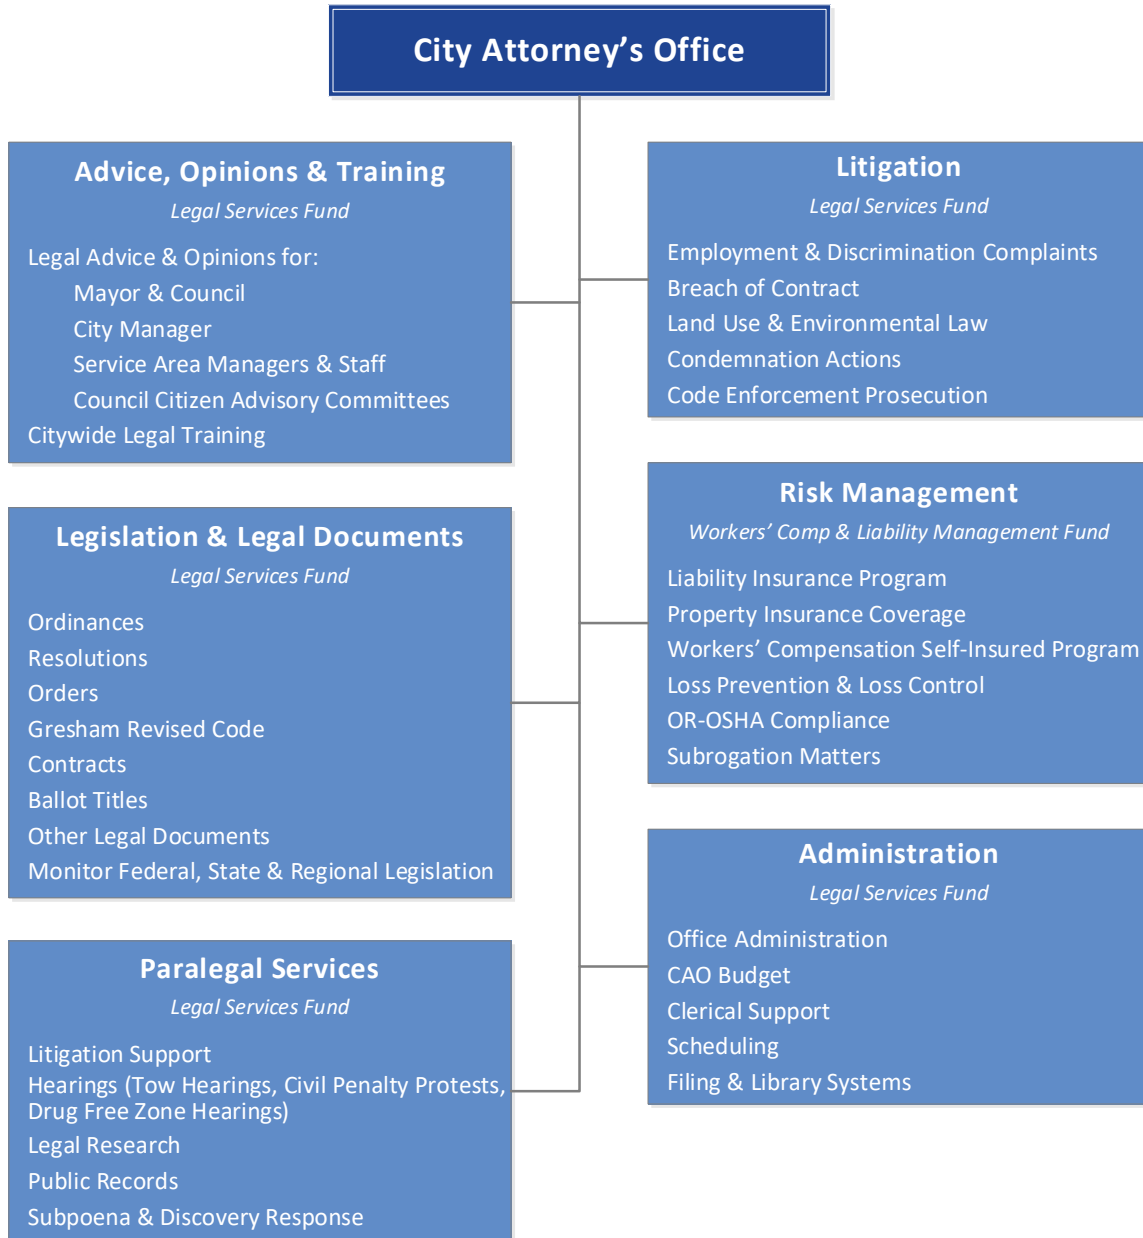 City Attorney’s Office
Advice, Opinions & Training
Legal Services Fund
Legal Advice & Opinions for:
Mayor & Council
City Manager
Service Area Managers & Staff
Council Citizen Advisory Committees
Citywide Legal Training
Legislation & Legal Documents
Legal Services Fund
Ordinances
Resolutions
Orders
Gresham Revised Code
Contracts
Ballot Titles
Other Legal Documents
Monitor Federal, State & Regional Legislation
Paralegal Services
Legal Services Fund
Litigation Support
Hearings (Tow Hearings, Civil Penalty Protests,
Drug Free Zone Hearings)
Legal Research
Public Records
Subpoena & Discovery Response
Litigation
Legal Services Fund
Employment & Discrimination Complaints
Breach of Contract
Land Use & Environmental Law
Condemnation Actions
Code Enforcement Prosecution
Risk Management
Workers’ Comp & Liability Management Fund
Liability Insurance Program
Property Insurance Coverage
Workers’ Compensation Self-Insured Program
Loss Prevention & Loss Control
OR-OSHA Compliance
Subrogation Matters
Administration
Legal Services Fund
Office Administration
CAO Budget
Clerical Support
Scheduling
Filing & Library Systems